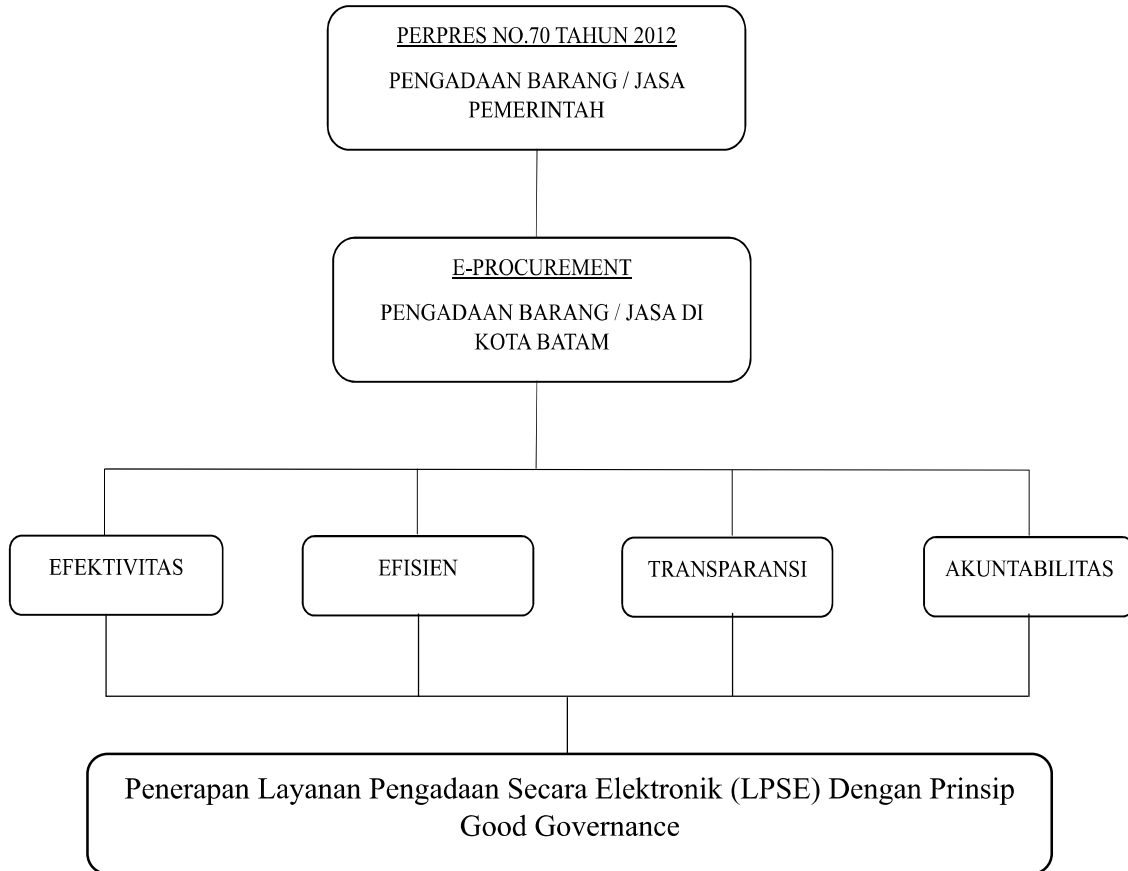 PERPRES NO.70 TAHUN 2012
PENGADAAN BARANG / JASA
PEMERINTAH
E-PROCUREMENT
PENGADAAN BARANG / JASA DI
KOTA BATAM
EFEKTIVITAS
EFISIEN
TRANSPARANSI
AKUNTABILITAS
Penerapan Layanan Pengadaan Secara Elektronik (LPSE) Dengan Prinsip
Good Governance